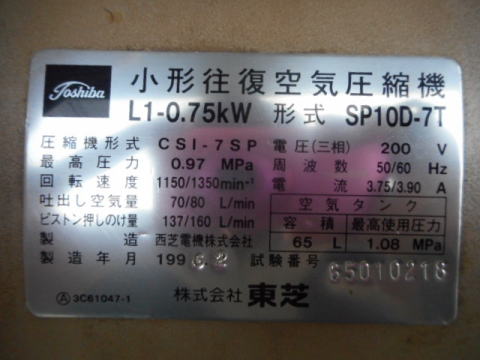 Toshiba
小形往復空気圧縮機
L1-0.75kW 形式 SP10D-7T
圧縮機形式 CSI-7SP 電圧(三相) 200 V
最高圧力 0.97 MPa 周波数 50/60 Hz
回転速度 1150/1350min⁻¹ 電流 3.75/3.90 A
吐出し空気量 70/80 L/min 空気タンク
ピストン押しのけ量 137/160 L/min 容積 最高使用圧力
製造 西芝電機株式会社 65 L 1.08 MPa
製造年月 199 試験番号 65010218
Ⓐ 3C61047-1 株式会社 東芝